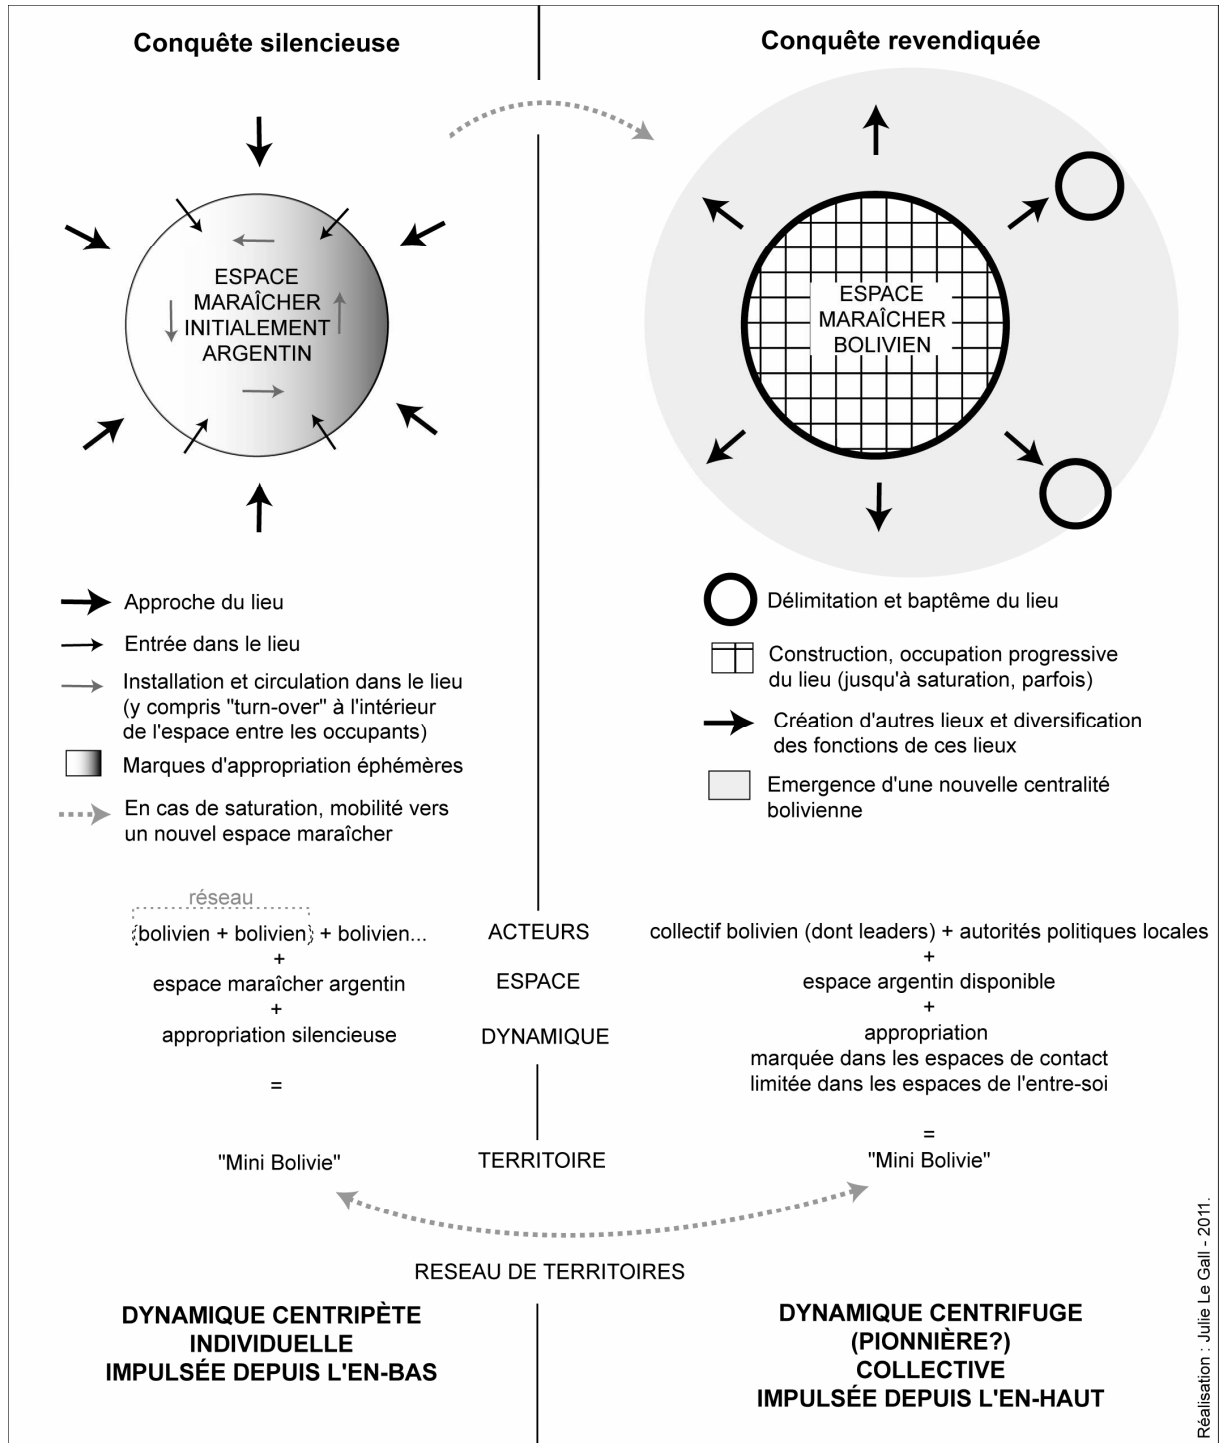 Conquête silencieuse
ESPACE
MARAÎCHER
INITIALEMENT
ARGENTIN
Approche du lieu
Entrée dans le lieu
Installation et circulation dans le lieu
(y compris "turn-over" à l'intérieur
de l'espace entre les occupants)
Marques d'appropriation éphémères
En cas de saturation, mobilité vers
un nouvel espace maraîcher
Conquête revendiquée
ESPACE
MARAÎCHER
BOLIVIEN
Délimitation et baptême du lieu
Construction, occupation progressive
du lieu (jusqu'à saturation, parfois)
Création d'autres lieux et diversification
des fonctions de ces lieux
Emergence d'une nouvelle centralité
bolivienne
réseau
(bolivien + bolivien) + bolivien...
+
espace maraîcher argentin
+
appropriation silencieuse
=
"Mini Bolivie"
ACTEURS
ESPACE
DYNAMIQUE
TERRITOIRE
collectif bolivien (dont leaders) + autorités politiques locales
+
espace argentin disponible
+
appropriation
marquée dans les espaces de contact
limitée dans les espaces de l'entre-soi
=
"Mini Bolivie"
RESEAU DE TERRITOIRES
DYNAMIQUE CENTRIPÈTE
INDIVIDUELLE
IMPULSÉE DEPUIS L'EN-BAS
DYNAMIQUE CENTRIFUGE
(PIONNIÈRE?)
COLLECTIVE
IMPULSÉE DEPUIS L'EN-HAUT
Réalisation : Julie Le Gall - 2011.